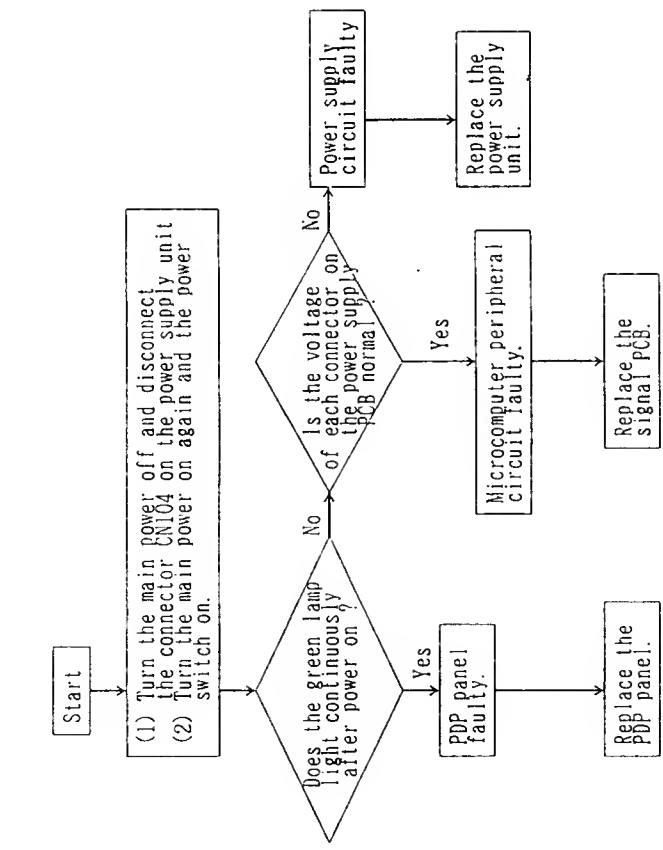 Start
(1) Turn the main power off and disconnect
the connector CN104 on the power supply unit
(2) Turn the main power on again and the power
switch on.
Does the green lamp
light continuously
after power on ?
No
Yes
PDP panel
faulty.
Replace the
PDP panel.
Is the voltage
of each connector on
the power supply
PCB normal ?
No
Yes
Microcomputer peripheral
circuit faulty.
Replace the
signal PCB.
Power supply
circuit faulty
Replace the
power supply
unit.